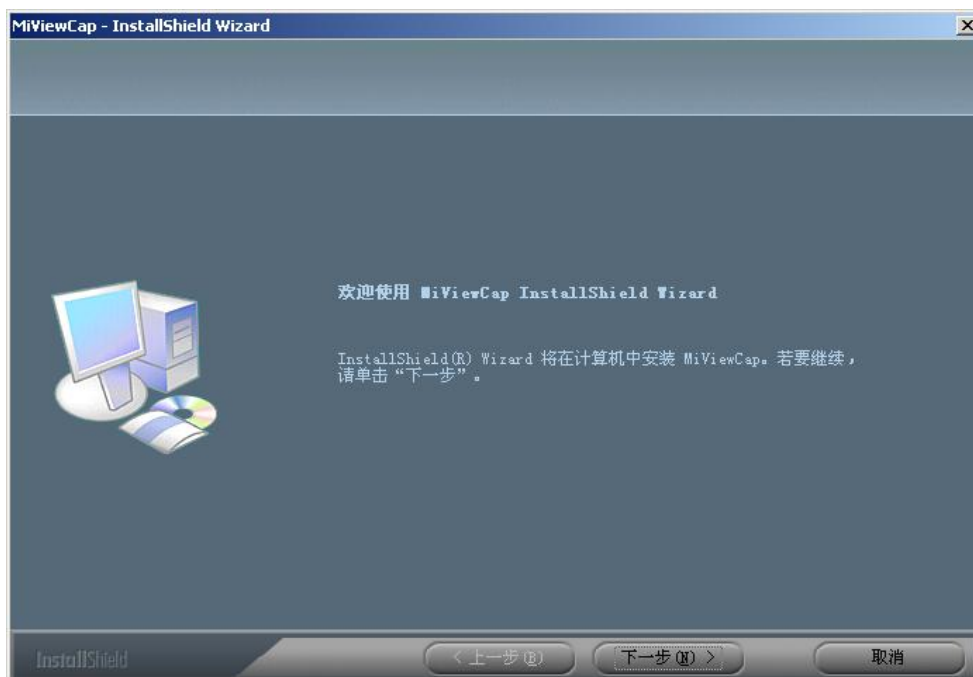 MiViewCap - InstallShield Wizard
欢迎使用 MiViewCap InstallShield Wizard
InstallShield(R) Wizard 将在计算机中安装 MiViewCap。若要继续，
请单击“下一步”。
InstallShield
< 上一步(B)
下一步(N) >
取消